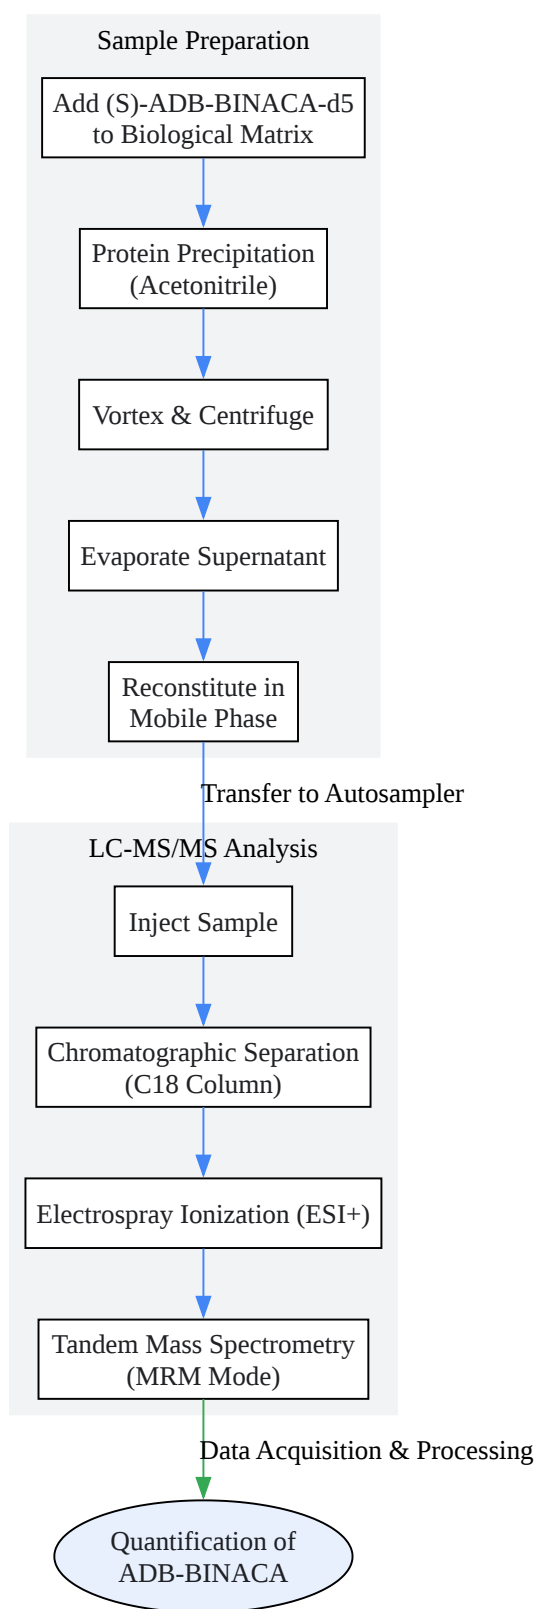 Sample Preparation
Add (S)-ADB-BINACA-d5
to Biological Matrix
Protein Precipitation
(Acetonitrile)
Vortex & Centrifuge
Evaporate Supernatant
Reconstitute in
Mobile Phase
Transfer to Autosampler
LC-MS/MS Analysis
Inject Sample
Chromatographic Separation
(C18 Column)
Electrospray Ionization (ESI+)
Tandem Mass Spectrometry
(MRM Mode)
Data Acquisition & Processing
Quantification of
ADB-BINACA